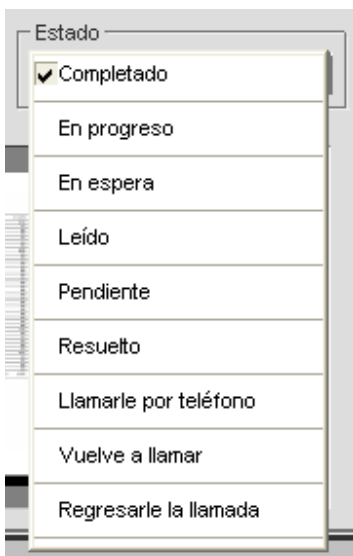 Estado
Completado
En progreso
En espera
Leído
Pendiente
Resuelto
Llamarle por teléfono
Vuelve a llamar
Regresarle la llamada